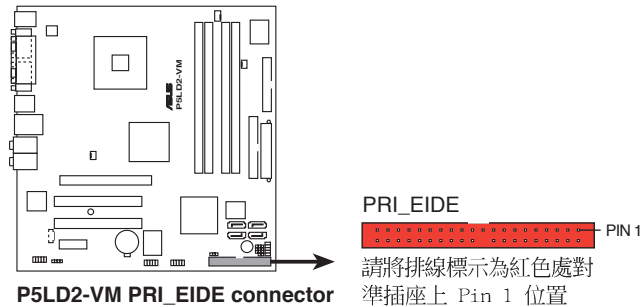 ASUS
P5LD2-VM
PRI_EIDE
PIN 1
請將排線標示為紅色處對
準插座上 Pin 1 位置
P5LD2-VM PRI_EIDE connector